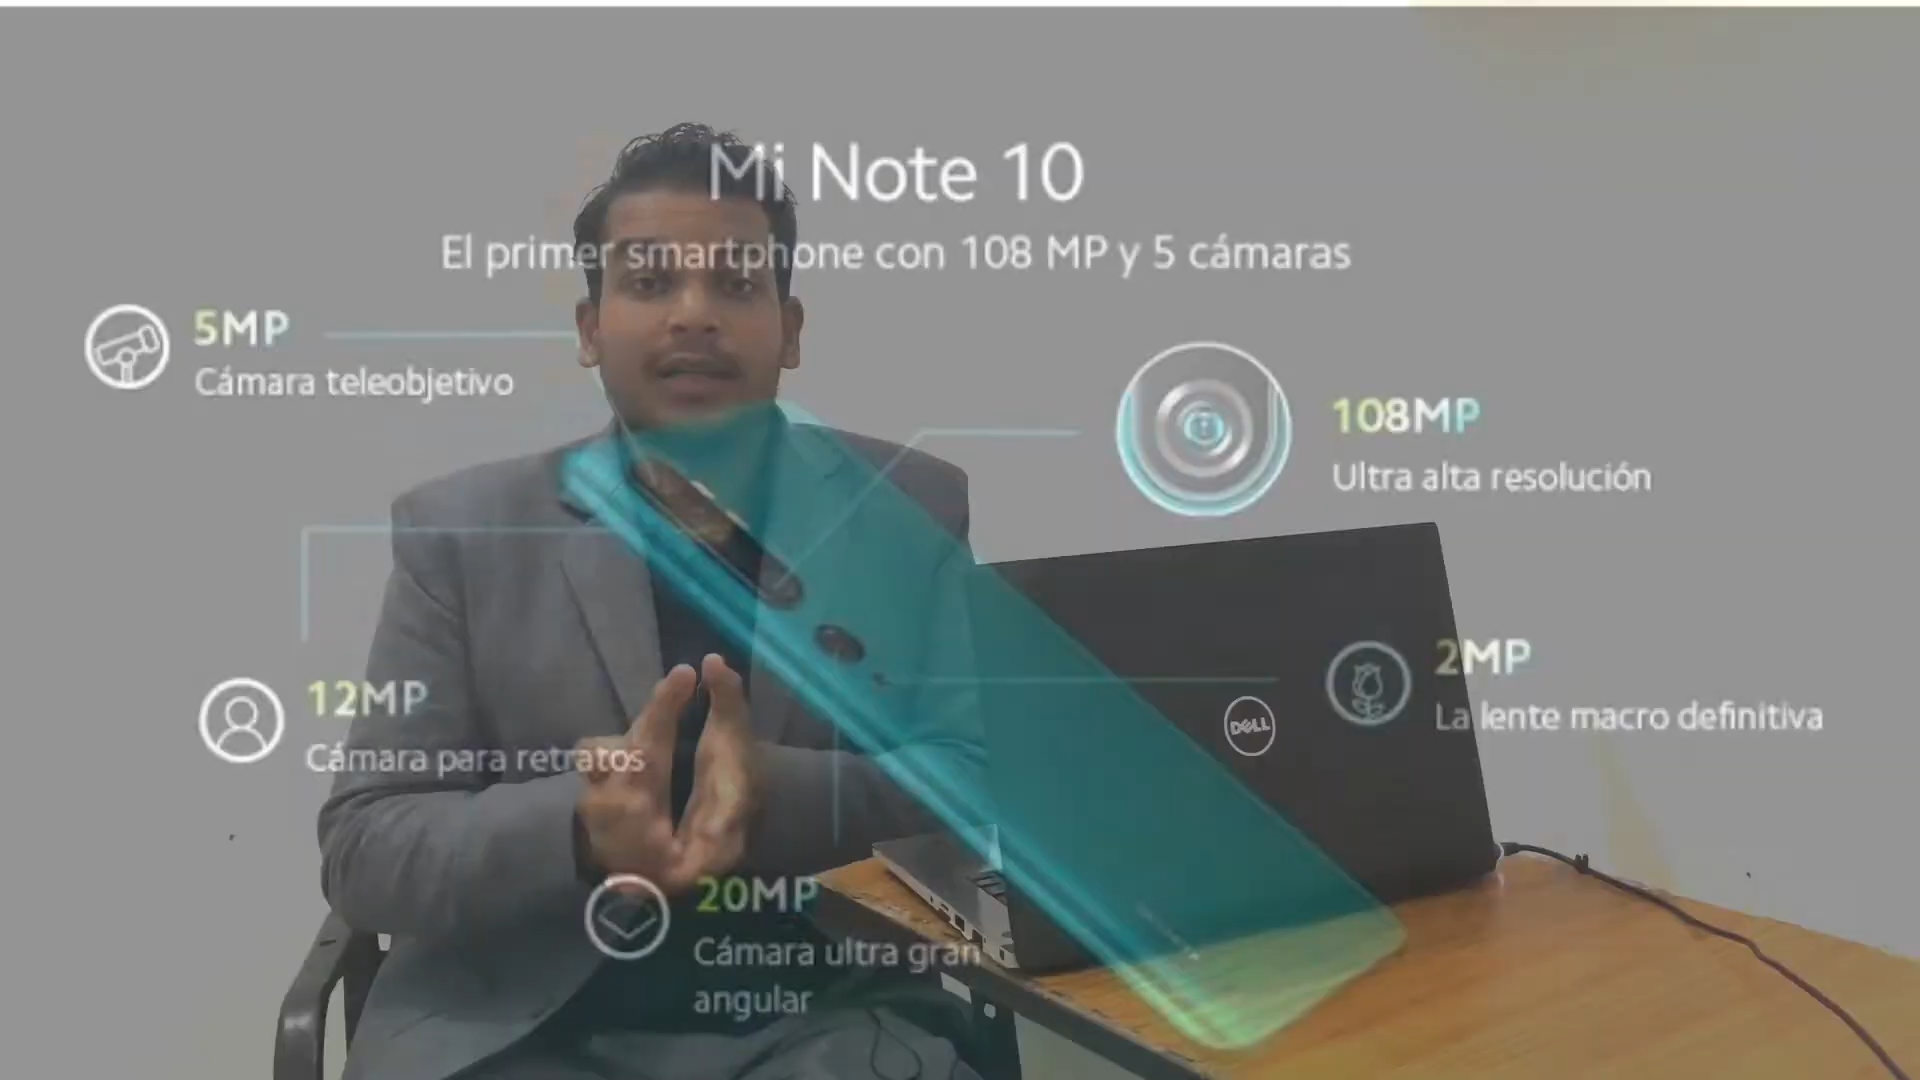 Mi Note 10
El primer smartphone con 108 MP y 5 cámaras
5MP
Cámara teleobjetivo
108MP
Ultra alta resolución
12MP
Cámara para retratos
2MP
La lente macro definitiva
DELL
20MP
Cámara ultra gran
angular